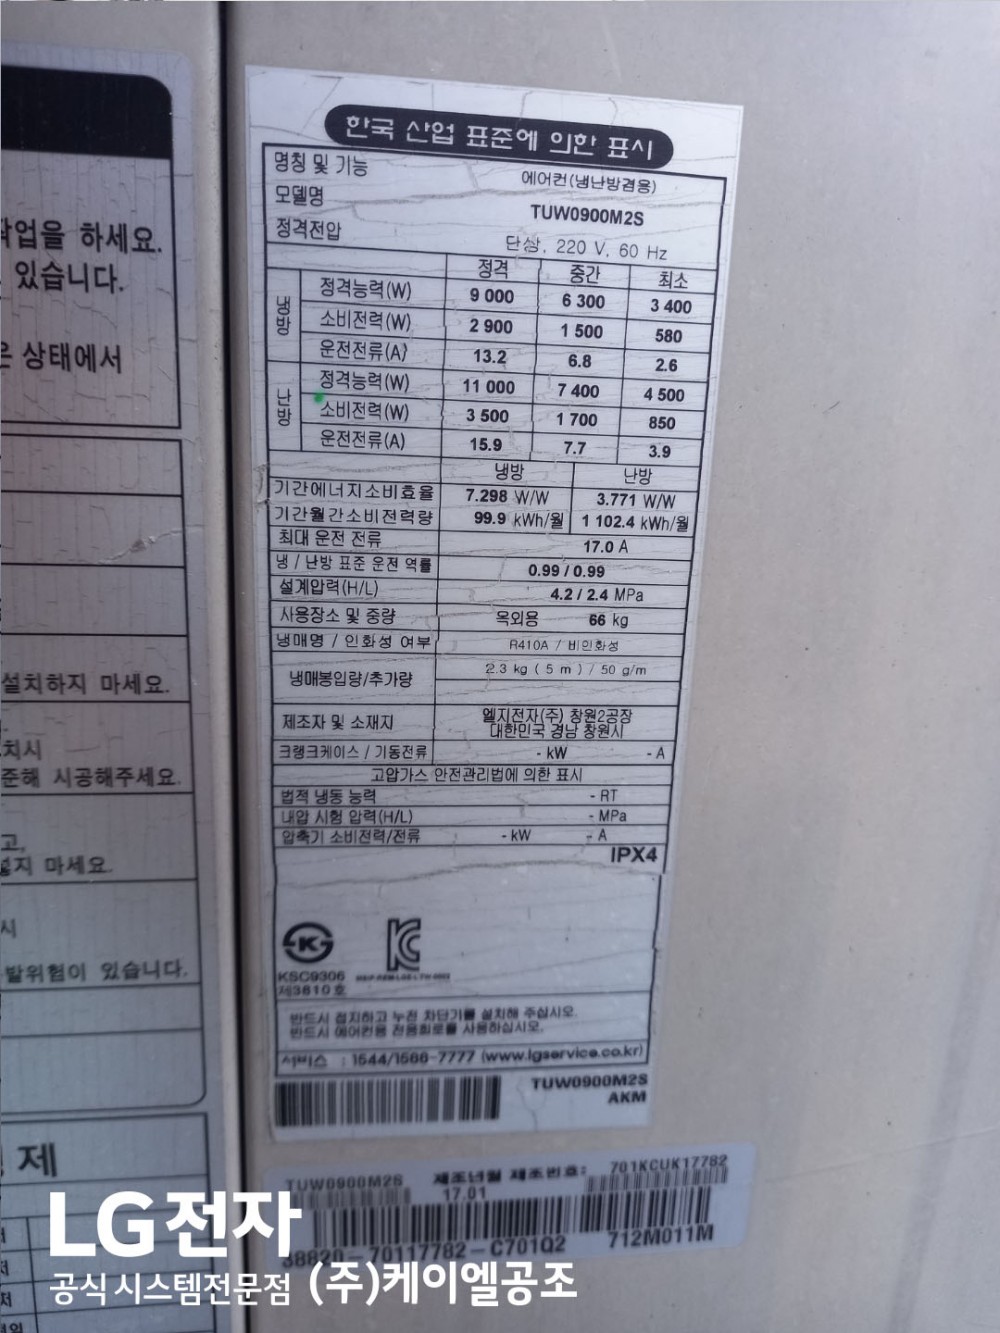 작업을 하세요.
있습니다.
은 상태에서
설치하지 마세요.
치시
준해 시공해주세요.
고,
지 마세요.
시
발위험이 있습니다.
제
한국 산업 표준에 의한 표시
명칭 및 기능 에어컨(냉난방겸용)
모델명 TUW0900M2S
정격전압 단상, 220 V, 60 Hz
정격 중간 최소
냉방
정격능력(W) 9 000 6 300 3 400
소비전력(W) 2 900 1 500 580
운전전류(A) 13.2 6.8 2.6
난방
정격능력(W) 11 000 7 400 4 500
소비전력(W) 3 500 1 700 850
운전전류(A) 15.9 7.7 3.9
냉방 난방
기간에너지소비효율 7.298 W/W 3.771 W/W
기간월간소비전력량 99.9 kWh/월 1 102.4 kWh/월
최대 운전 전류 17.0 A
냉 / 난방 표준 운전 역률 0.99 / 0.99
설계압력(H/L) 4.2 / 2.4 MPa
사용장소 및 중량 옥외용 66 kg
냉매명 / 인화성 여부 R410A / 비인화성
냉매봉입량/추가량 2.3 kg ( 5 m ) / 50 g/m
제조자 및 소재지 엘지전자(주) 창원2공장
대한민국 경남 창원시
크랭크케이스 / 기동전류 - kW - A
고압가스 안전관리법에 의한 표시
법적 냉동 능력 - RT
내압 시험 압력(H/L) - MPa
압축기 소비전력/전류 - kW - A
IPX4
KSC9306
제3810호
반드시 접지하고 누전 차단기를 설치해 주십시오.
반드시 에어컨용 전용회로를 사용하십시오.
서비스 : 1544/1588-7777 (www.lgservice.co.kr)
TUW0900M2S
AKM
TUW0900M2S 제조년월 제조번호: 701KCUK17782
17.01
38820-70117782-C701Q2 712M011M
LG전자
공식 시스템전문점 (주)케이엘공조